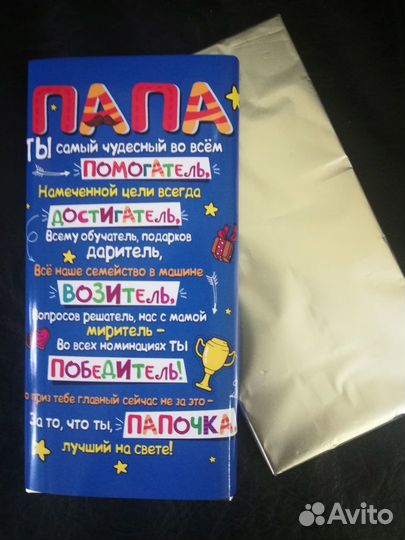 ПАПА
ТЫ самый чудесный во всём
ПОМОГАТЕЛЬ,
Намеченной цели всегда
ДОСТИГАТЕЛЬ,
Всему обучатель, подарков
даритель,
Всё наше семейство в машине
ВОЗИТЕЛЬ,
вопросов решатель, нас с мамой
миритель –
Во всех номинациях ТЫ
ПОБЕДИТЕЛЬ!
о приз тебе главный сейчас не за это –
За то, что ты, ПАПОЧКА,
лучший на свете!
Avito